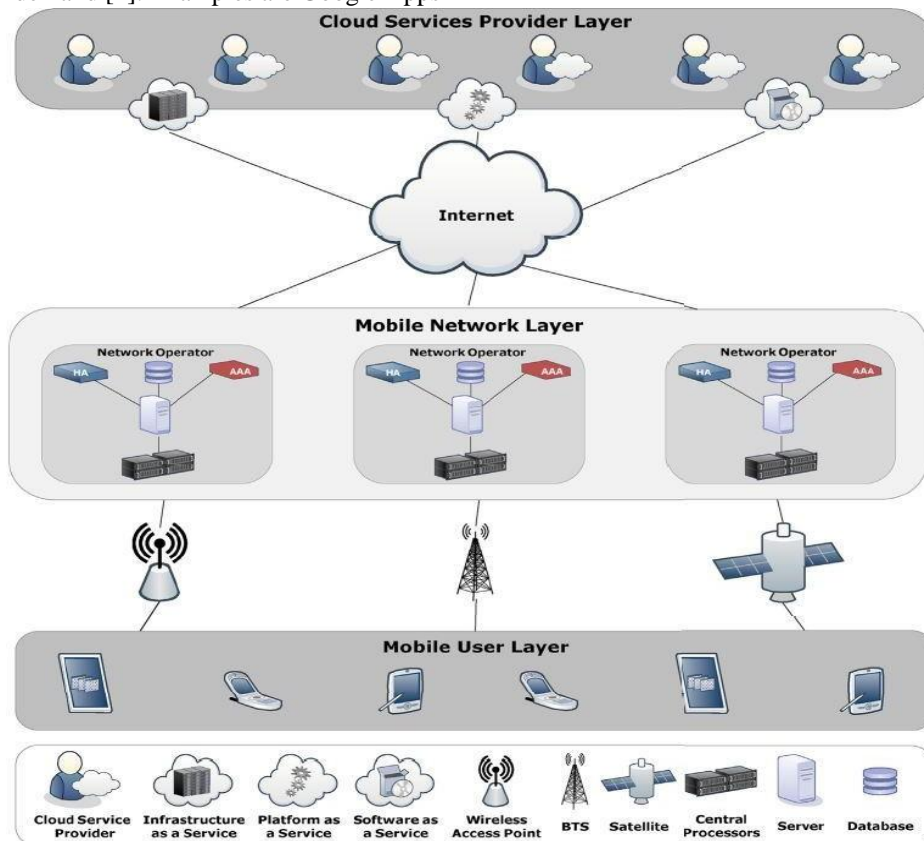 Cloud Services Provider Layer
Internet
Mobile Network Layer
Network Operator
HA
AAA
Network Operator
HA
AAA
Network Operator
HA
AAA
Mobile User Layer
Cloud Service
Provider
Infrastructure
as a Service
Platform as
a Service
Software as
a Service
Wireless
Access Point
BTS
Satellite
Central
Processors
Server
Database